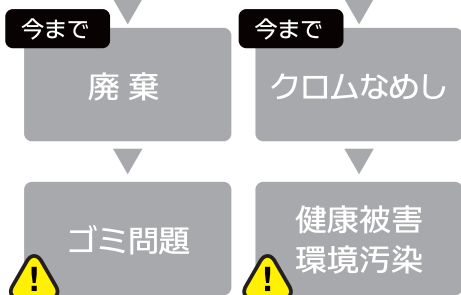 今まで
廃棄
ゴミ問題
今まで
クロムなめし
健康被害
環境汚染